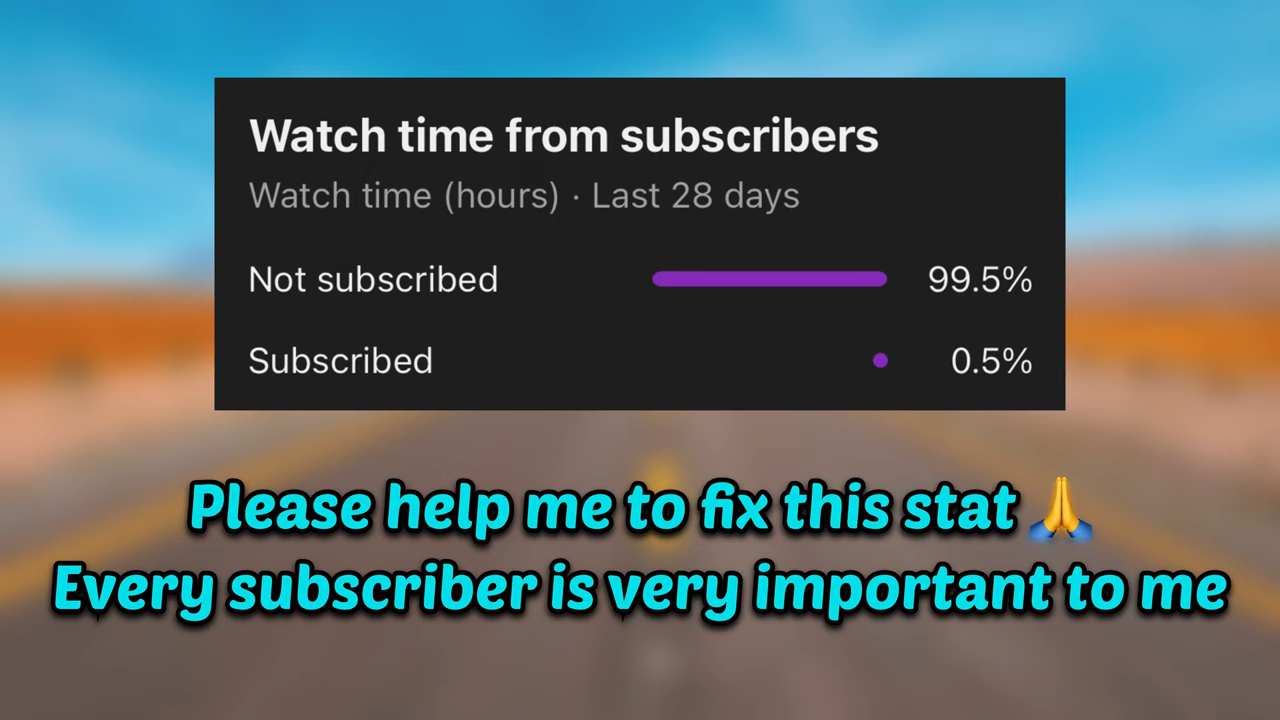 Watch time from subscribers
Watch time (hours) · Last 28 days
Not subscribed 99.5%
Subscribed 0.5%
Please help me to fix this stat 🙏
Every subscriber is very important to me